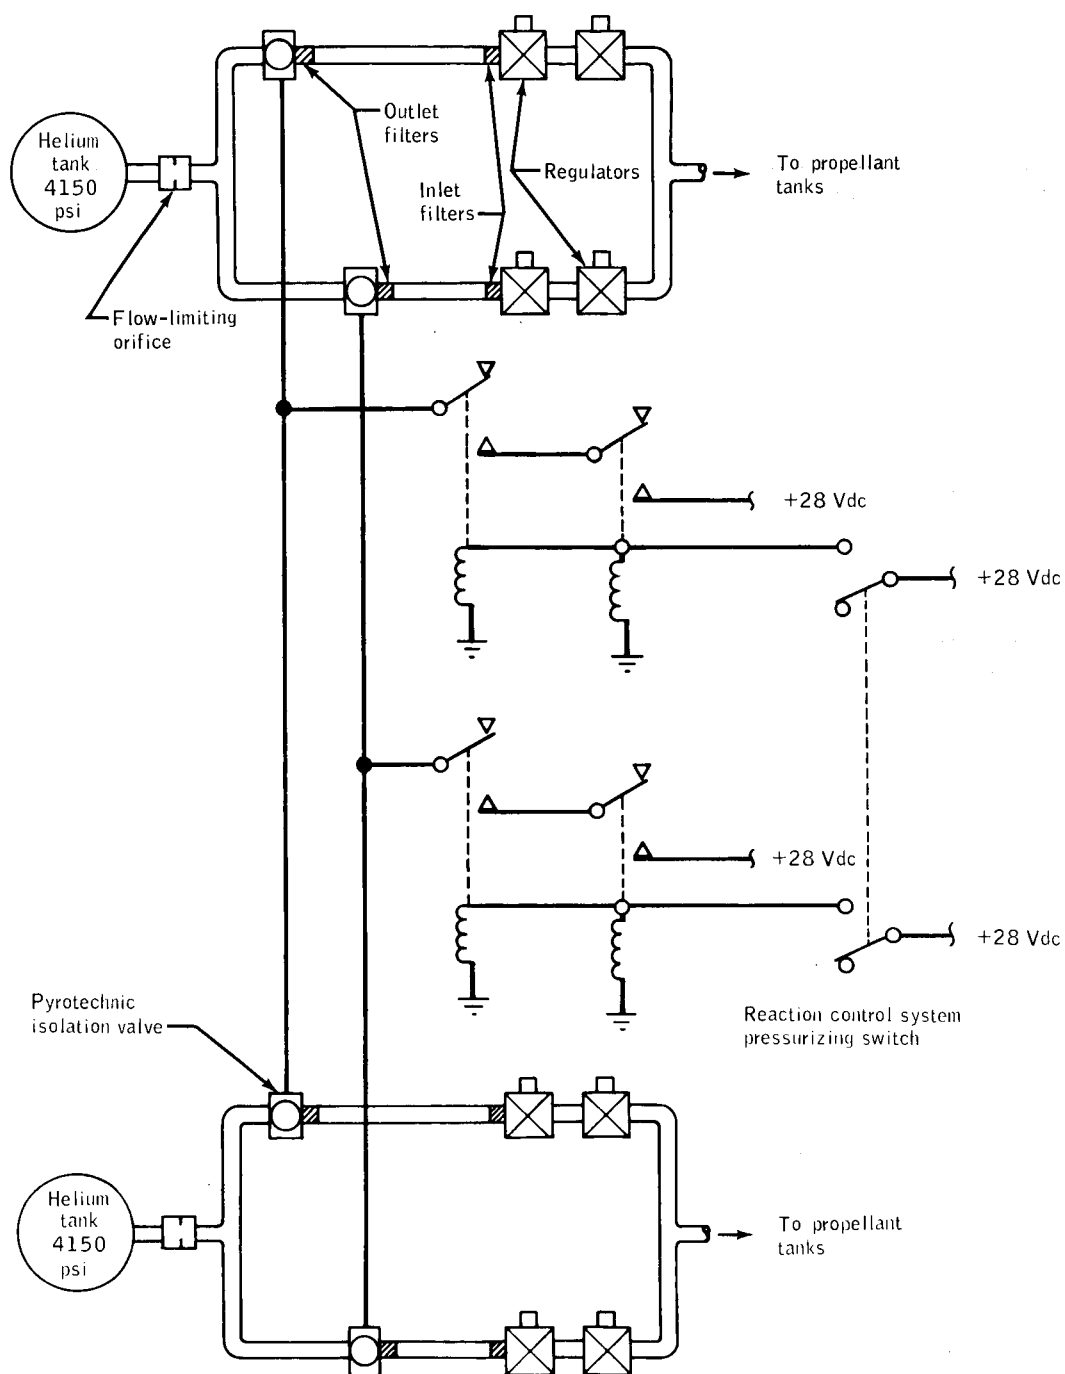 Helium
tank
4150
psi
Outlet
filters
Inlet
filters
Regulators
To propellant
tanks
Flow-limiting
orifice
+28 Vdc
+28 Vdc
+28 Vdc
+28 Vdc
Pyrotechnic
isolation valve
Reaction control system
pressurizing switch
Helium
tank
4150
psi
To propellant
tanks